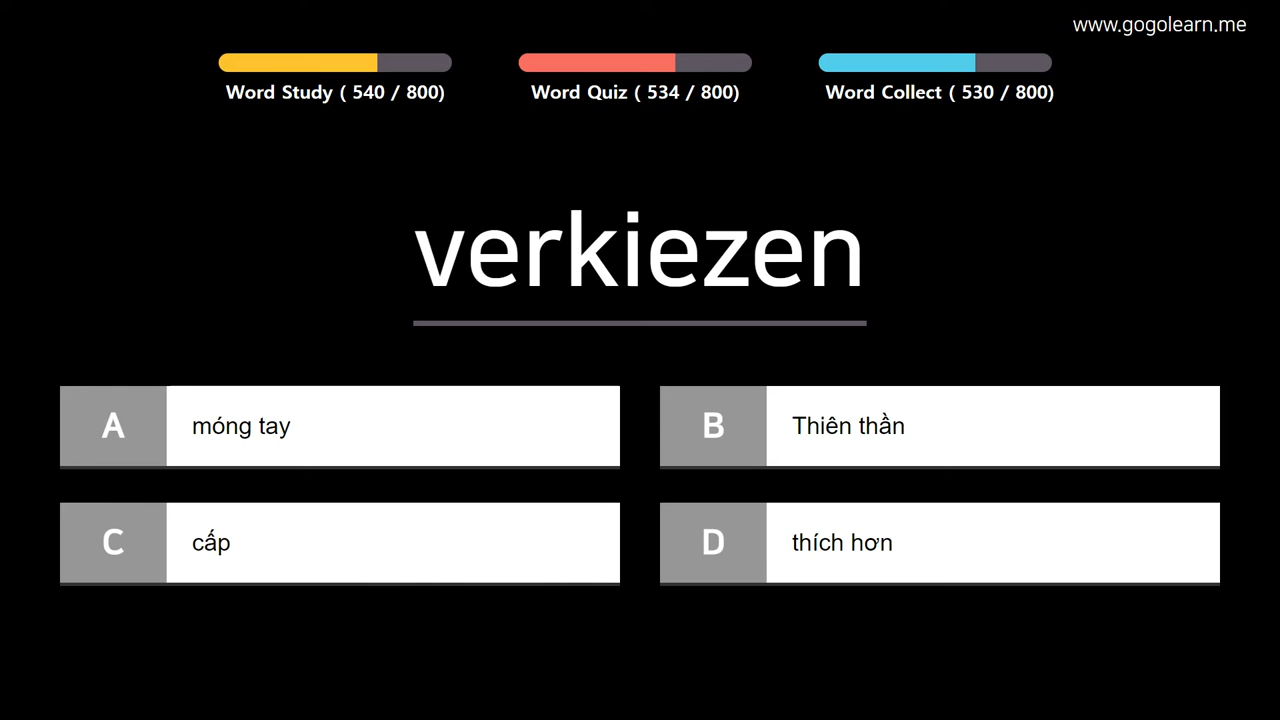 www.gogolearn.me
Word Study ( 540 / 800)
Word Quiz ( 534 / 800)
Word Collect ( 530 / 800)
verkiezen
A
móng tay
B
Thiên thần
C
cấp
D
thích hơn